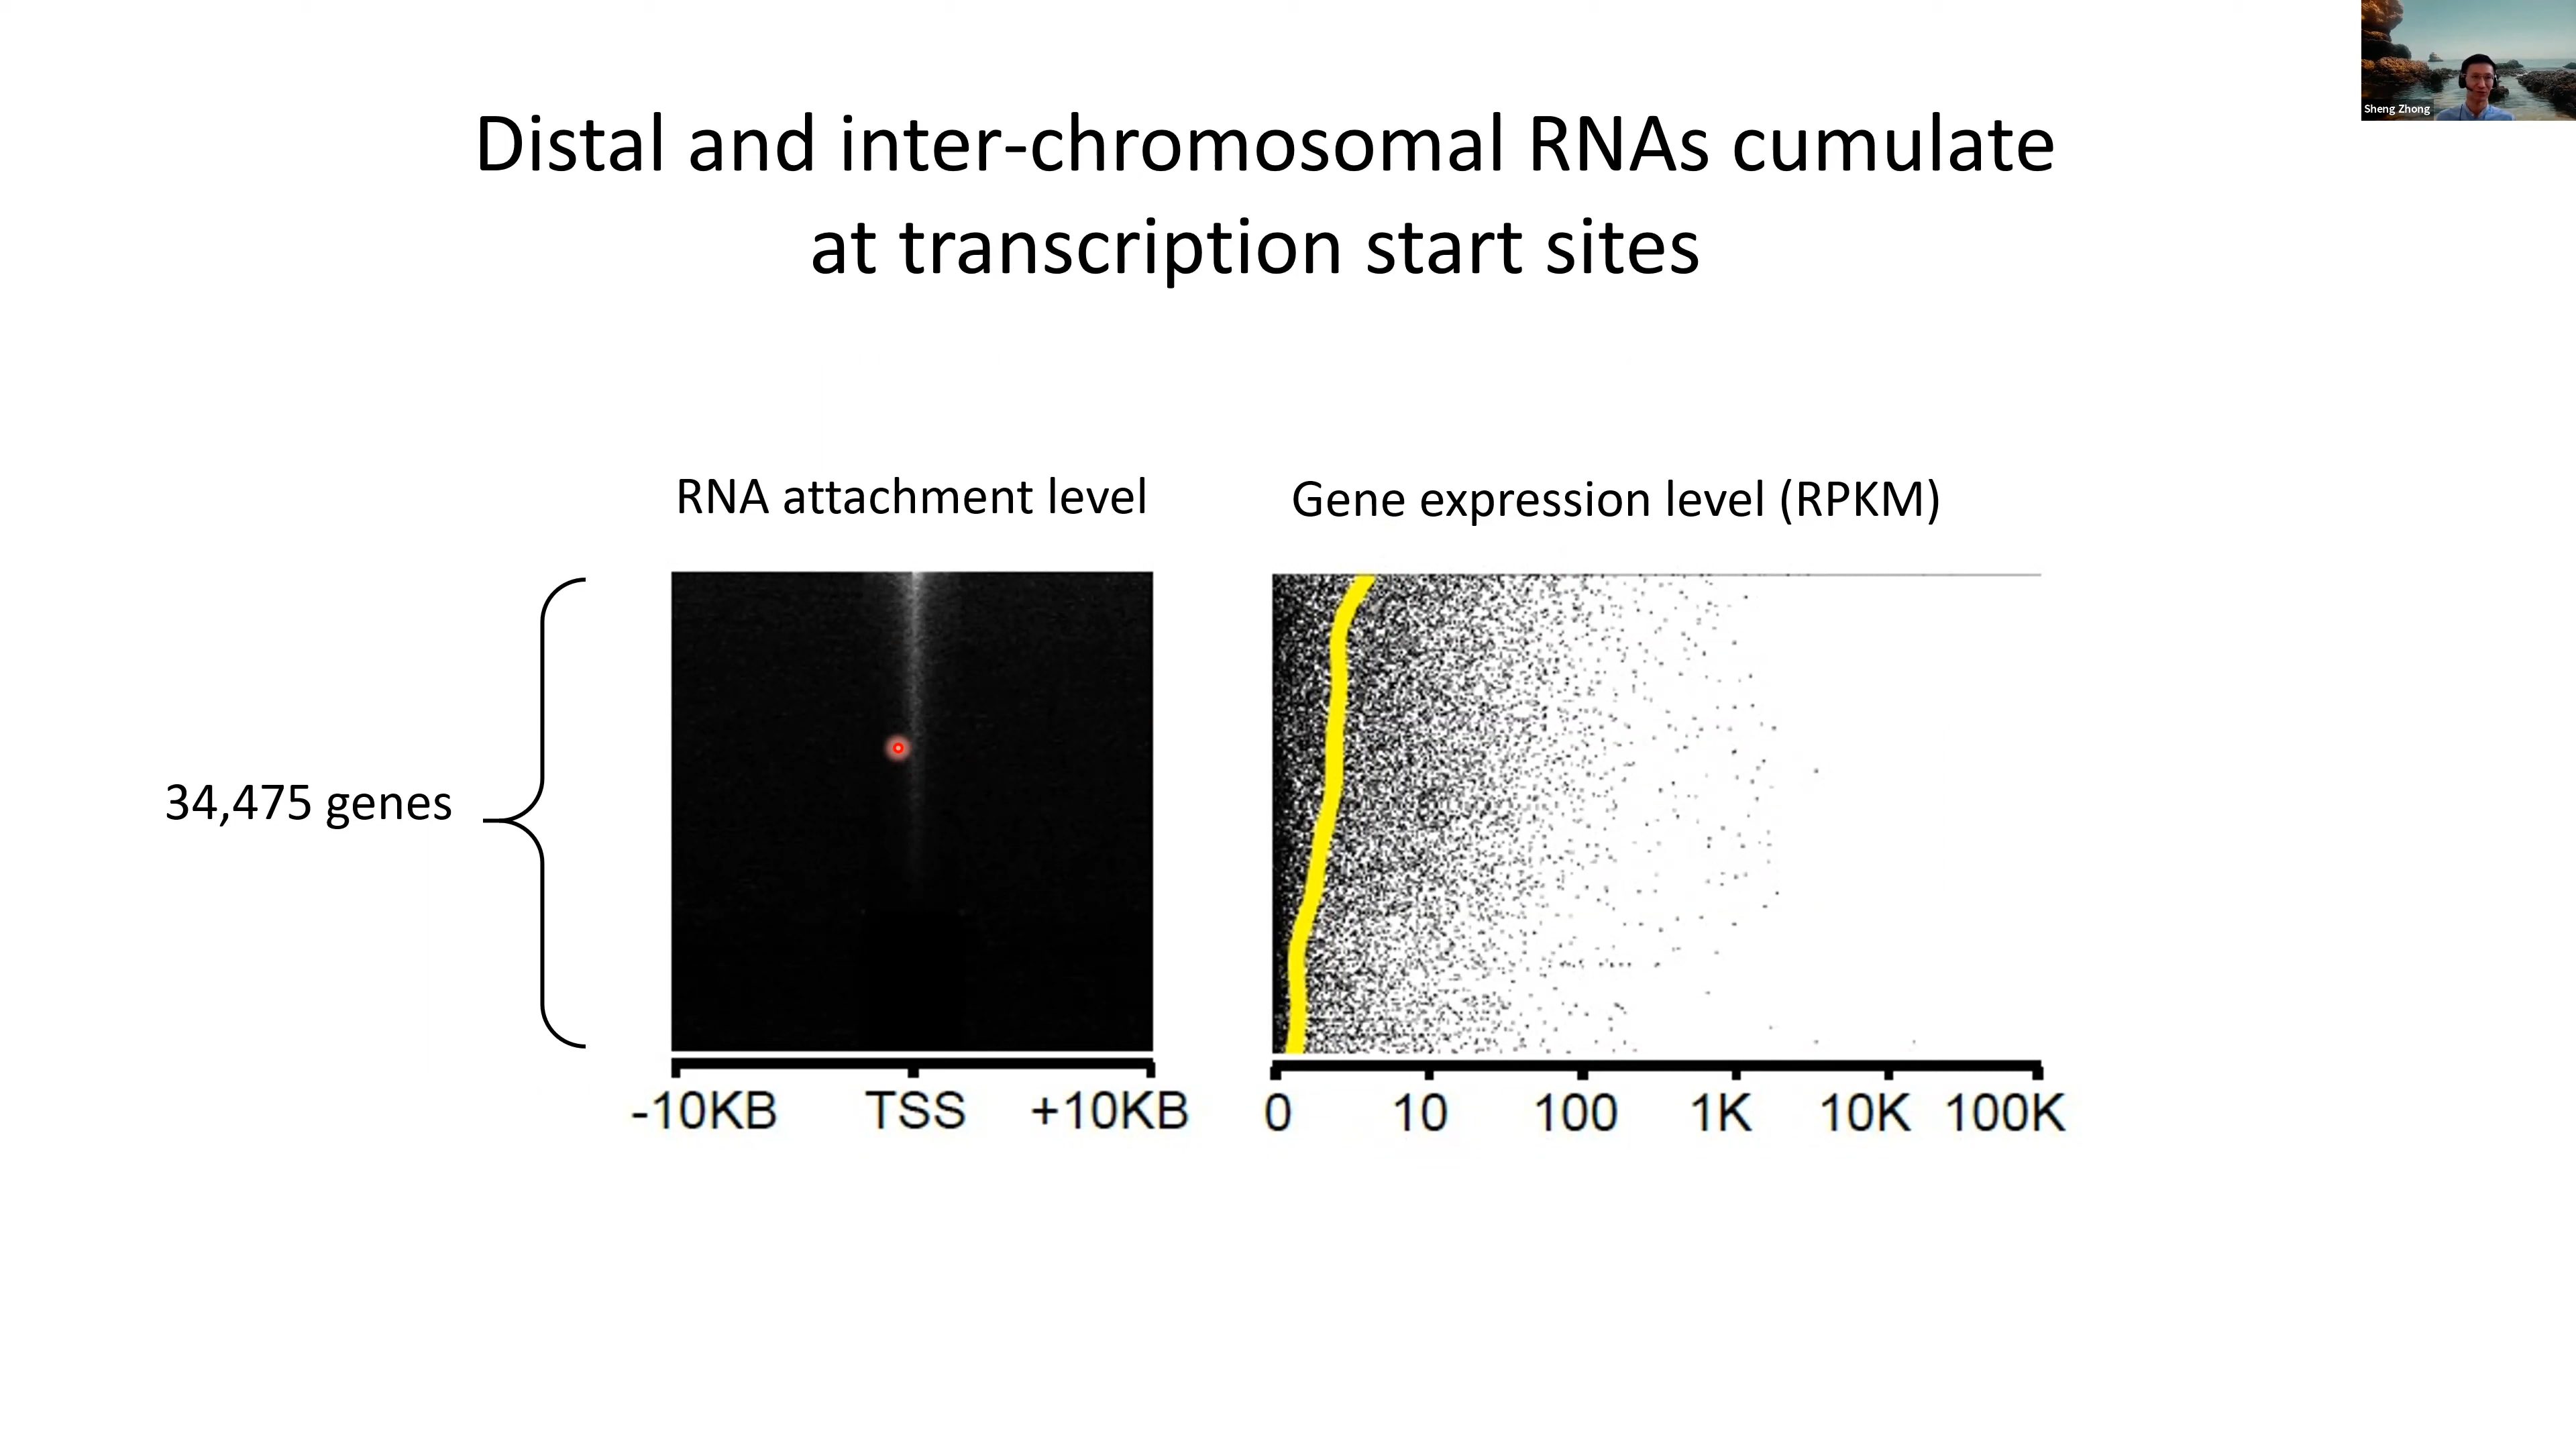 Sheng Zhong
Distal and inter-chromosomal RNAs cumulate
at transcription start sites
RNA attachment level
Gene expression level (RPKM)
34,475 genes
-10KB TSS +10KB
0 10 100 1K 10K 100K